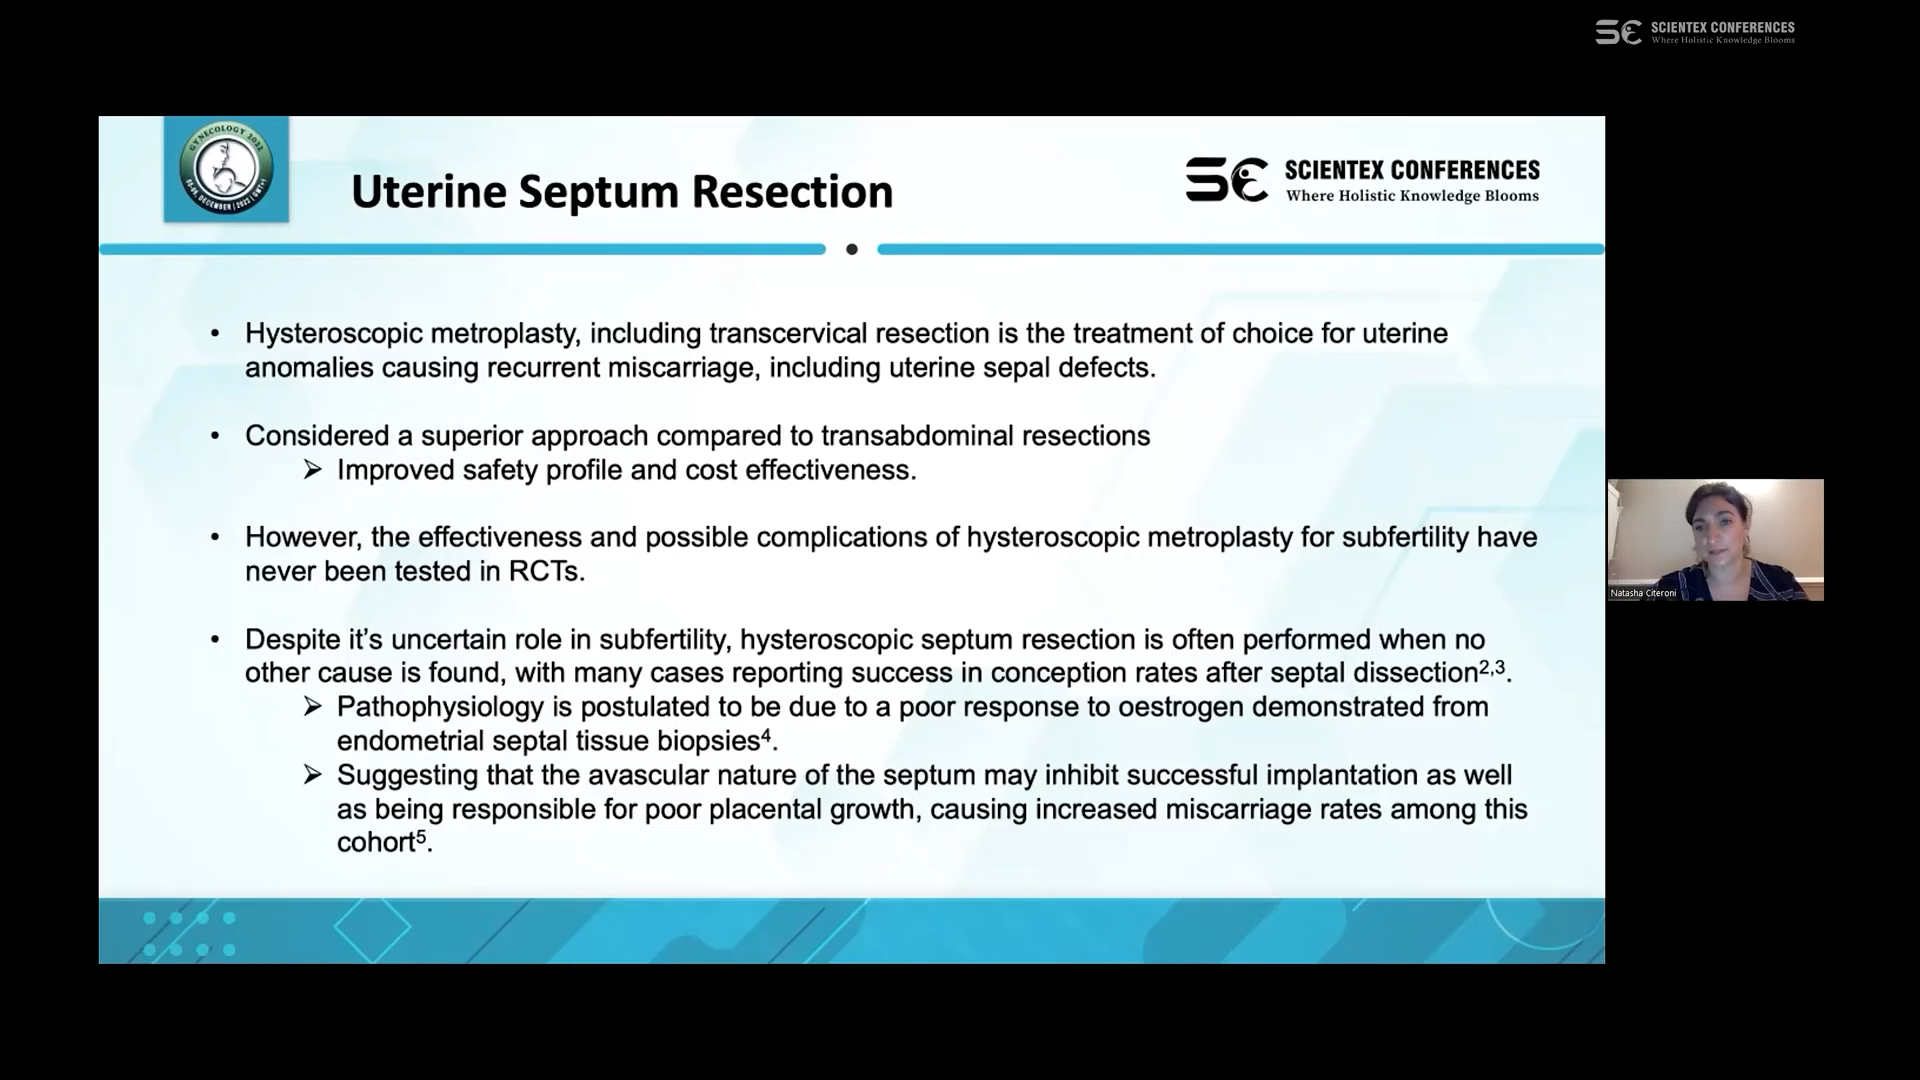 SCIENTEX CONFERENCES
Where Holistic Knowledge Blooms
GYNECOLOGY 2022
DECEMBER | 2022 | GMT+1
Uterine Septum Resection
SCIENTEX CONFERENCES
Where Holistic Knowledge Blooms
• Hysteroscopic metroplasty, including transcervical resection is the treatment of choice for uterine
anomalies causing recurrent miscarriage, including uterine sepal defects.
• Considered a superior approach compared to transabdominal resections
➢ Improved safety profile and cost effectiveness.
• However, the effectiveness and possible complications of hysteroscopic metroplasty for subfertility have
never been tested in RCTs.
• Despite it’s uncertain role in subfertility, hysteroscopic septum resection is often performed when no
other cause is found, with many cases reporting success in conception rates after septal dissection2,3.
➢ Pathophysiology is postulated to be due to a poor response to oestrogen demonstrated from
endometrial septal tissue biopsies4.
➢ Suggesting that the avascular nature of the septum may inhibit successful implantation as well
as being responsible for poor placental growth, causing increased miscarriage rates among this
cohort5.
Natasha Citeroni